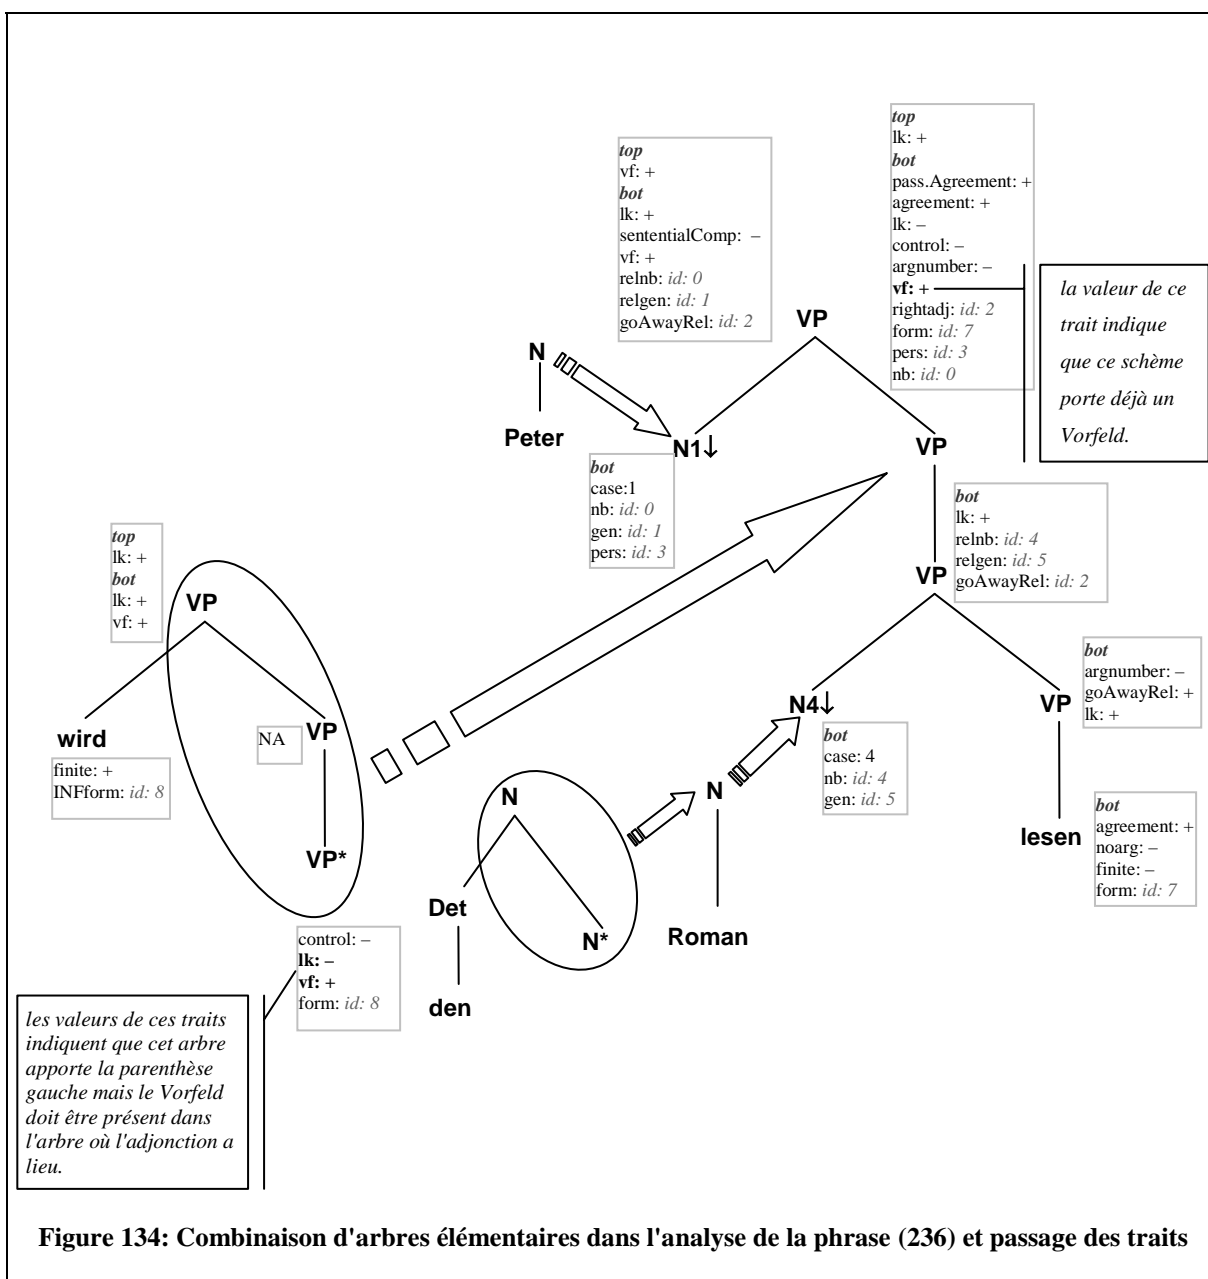 top
lk: +
bot
pass.Agreement: +
agreement: +
lk: –
control: –
argnumber: –
vf: +
rightadj: id: 2
form: id: 7
pers: id: 3
nb: id: 0
top
vf: +
bot
lk: +
sententialComp: –
vf: +
relnb: id: 0
relgen: id: 1
goAwayRel: id: 2
la valeur de ce
trait indique
que ce schème
porte déjà un
Vorfeld.
VP
N
Peter
N1↓
VP
bot
case:1
nb: id: 0
gen: id: 1
pers: id: 3
bot
lk: +
relnb: id: 4
relgen: id: 5
goAwayRel: id: 2
top
lk: +
bot
lk: +
vf: +
VP
VP
bot
argnumber: –
goAwayRel: +
lk: +
N4↓
VP
wird
NA
VP
finite: +
INFform: id: 8
bot
case: 4
nb: id: 4
gen: id: 5
N
N
bot
agreement: +
noarg: –
finite: –
form: id: 7
lesen
VP*
Det
N*
Roman
den
control: –
lk: –
vf: +
form: id: 8
les valeurs de ces traits
indiquent que cet arbre
apporte la parenthèse
gauche mais le Vorfeld
doit être présent dans
l'arbre où l'adjonction a
lieu.
Figure 134: Combinaison d'arbres élémentaires dans l'analyse de la phrase (236) et passage des traits